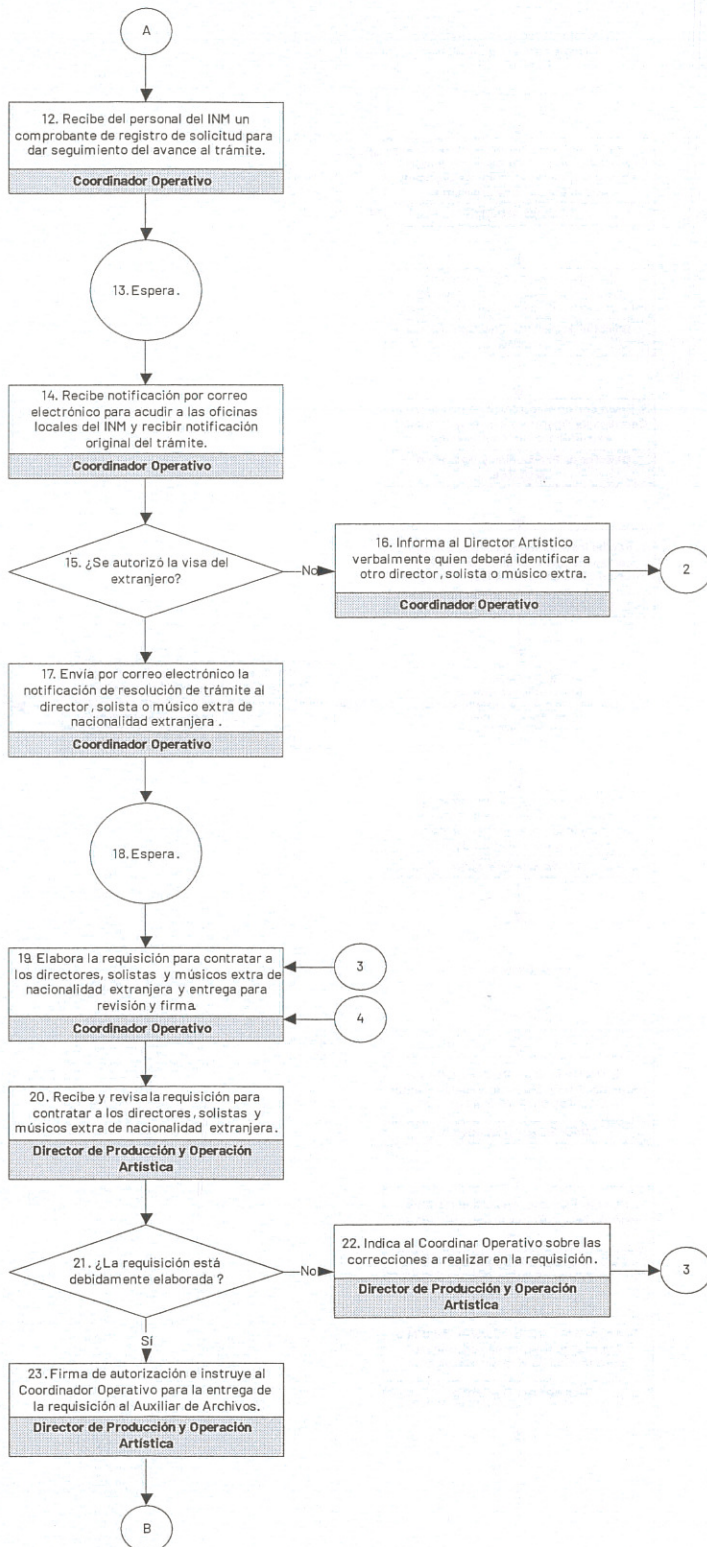 A
12. Recibe del personal del INM un
comprobante de registro de solicitud para
dar seguimiento del avance al trámite.
Coordinador Operativo
13. Espera.
14. Recibe notificación por correo
electrónico para acudir a las oficinas
locales del INM y recibir notificación
original del trámite.
Coordinador Operativo
15. ¿Se autorizó la visa del
extranjero?
No
16. Informa al Director Artístico
verbalmente quien deberá identificar a
otro director, solista o músico extra.
Coordinador Operativo
2
17. Envía por correo electrónico la
notificación de resolución de trámite al
director, solista o músico extra de
nacionalidad extranjera .
Coordinador Operativo
18. Espera.
19. Elabora la requisición para contratar a
los directores, solistas y músicos extra de
nacionalidad extranjera y entrega para
revisión y firma.
Coordinador Operativo
3
4
20. Recibe y revisa la requisición para
contratar a los directores, solistas y
músicos extra de nacionalidad extranjera.
Director de Producción y Operación
Artística
21. ¿La requisición está
debidamente elaborada ?
No
22. Indica al Coordinar Operativo sobre las
correcciones a realizar en la requisición.
Director de Producción y Operación
Artística
3
Sí
23. Firma de autorización e instruye al
Coordinador Operativo para la entrega de
la requisición al Auxiliar de Archivos.
Director de Producción y Operación
Artística
B